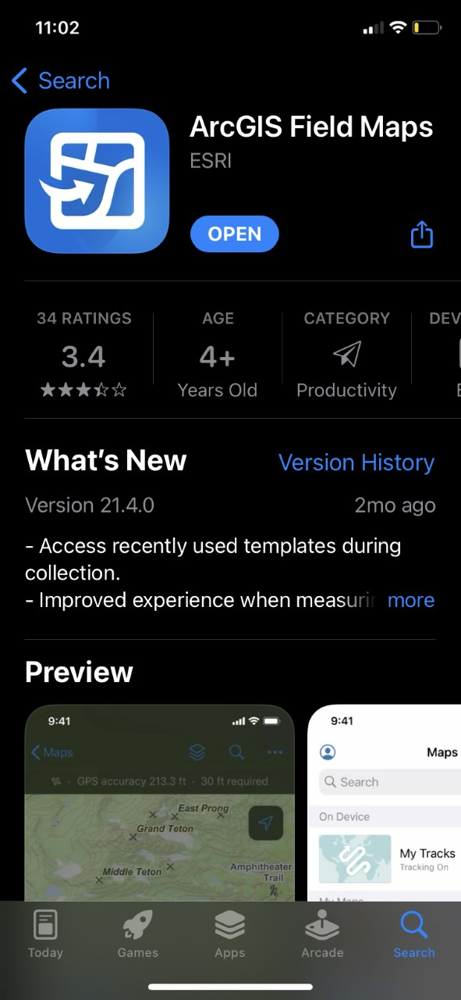 11:02
Search
ArcGIS Field Maps
ESRI
OPEN
34 RATINGS
3.4
AGE
4+
Years Old
CATEGORY
Productivity
DEV
E
What's New
Version History
Version 21.4.0
2mo ago
- Access recently used templates during
collection.
- Improved experience when measurin more
Preview
9:41
Maps
GPS accuracy 213.3 ft · 30 ft required
East Prong
Grand Teton
Middle Teton
Amphitheater
Trail
9:41
Maps
Search
On Device
My Tracks
Tracking On
My Maps
Today
Games
Apps
Arcade
Search